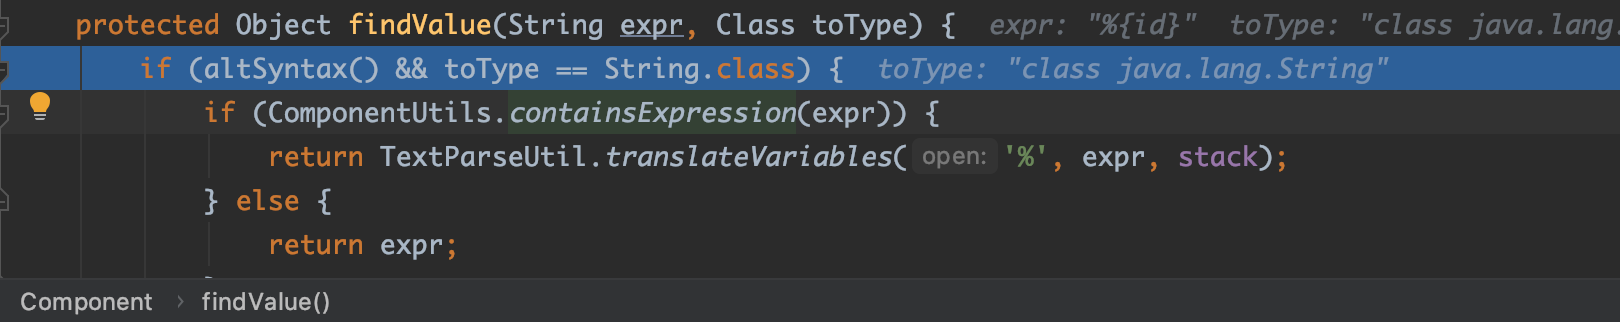 protected Object findValue(String expr, Class toType) {  expr: "%{id}"  toType: "class java.lang.
if (altSyntax() && toType == String.class) {  toType: "class java.lang.String"
if (ComponentUtils.containsExpression(expr)) {
return TextParseUtil.translateVariables( open: '%', expr, stack);
} else {
return expr;
Component › findValue()